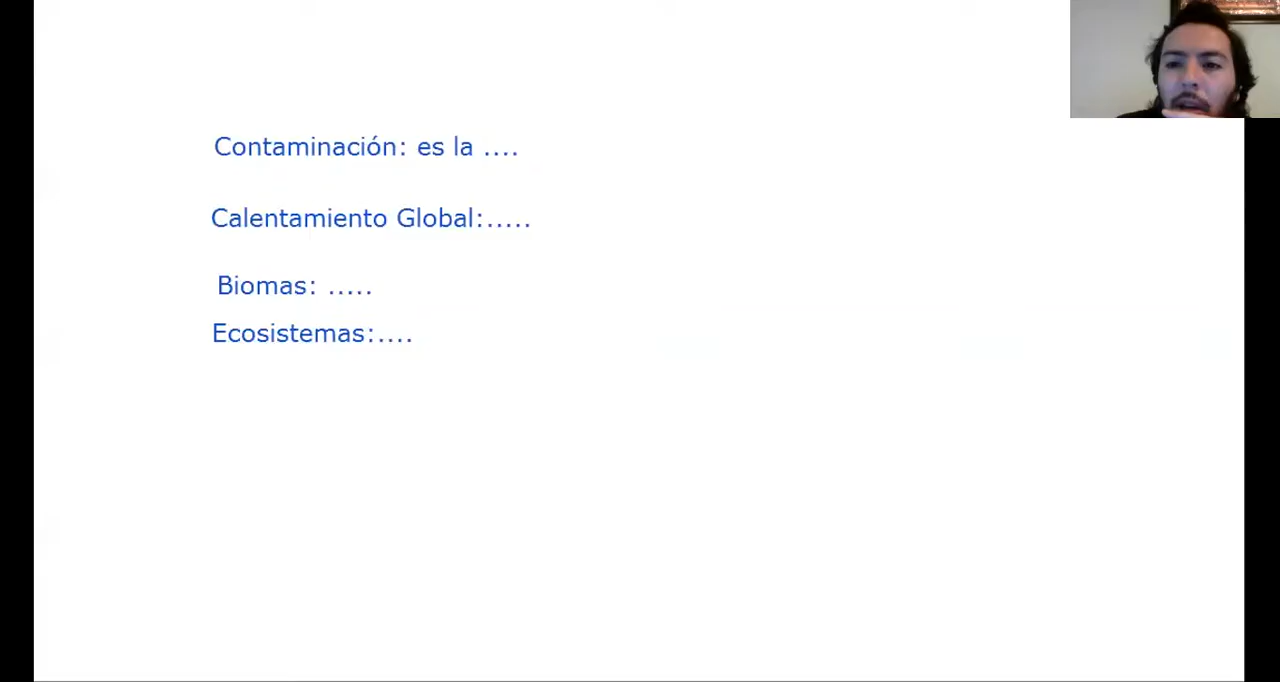 Contaminación: es la ....
Calentamiento Global:.....
Biomas: .....
Ecosistemas:....